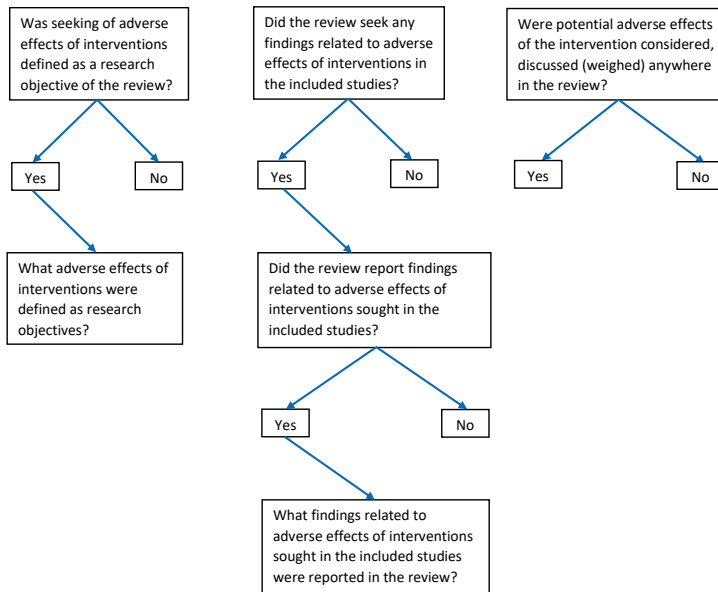 Was seeking of adverse
effects of interventions
defined as a research
objective of the review?
Did the review seek any
findings related to adverse
effects of interventions in
the included studies?
Were potential adverse effects
of the intervention considered,
discussed (weighed) anywhere
in the review?
Yes
No
Yes
No
Yes
No
What adverse effects of
interventions were
defined as research
objectives?
Did the review report findings
related to adverse effects of
interventions sought in the
included studies?
Yes
No
What findings related to
adverse effects of interventions
sought in the included studies
were reported in the review?